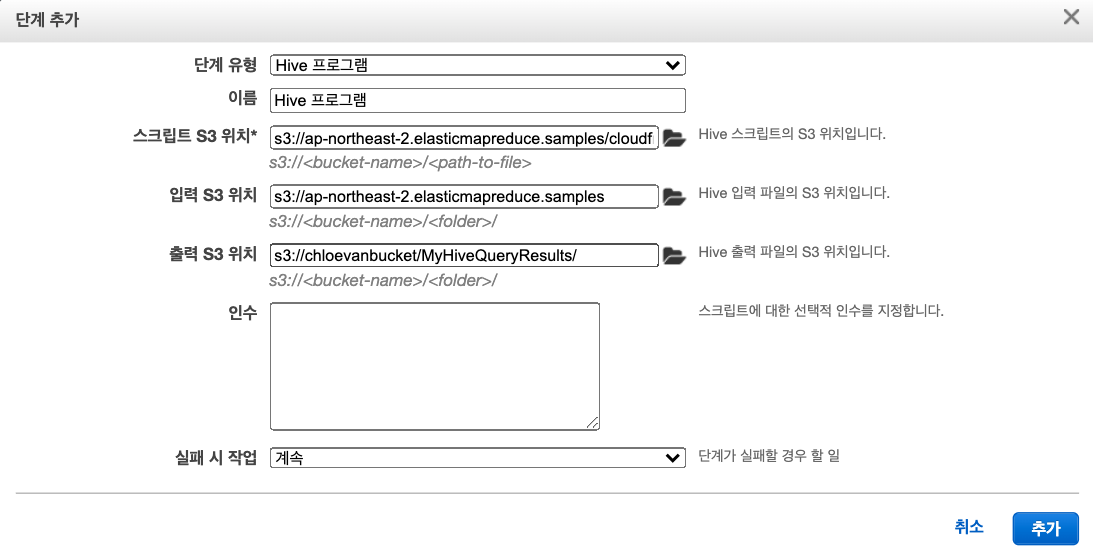 단계 추가
단계 유형 Hive 프로그램
이름 Hive 프로그램
스크립트 S3 위치* s3://ap-northeast-2.elasticmapreduce.samples/cloudf Hive 스크립트의 S3 위치입니다.
s3://<bucket-name>/<path-to-file>
입력 S3 위치 s3://ap-northeast-2.elasticmapreduce.samples Hive 입력 파일의 S3 위치입니다.
s3://<bucket-name>/<folder>/
출력 S3 위치 s3://chloevanbucket/MyHiveQueryResults/ Hive 출력 파일의 S3 위치입니다.
s3://<bucket-name>/<folder>/
인수 스크립트에 대한 선택적 인수를 지정합니다.
실패 시 작업 계속 단계가 실패할 경우 할 일
취소 추가